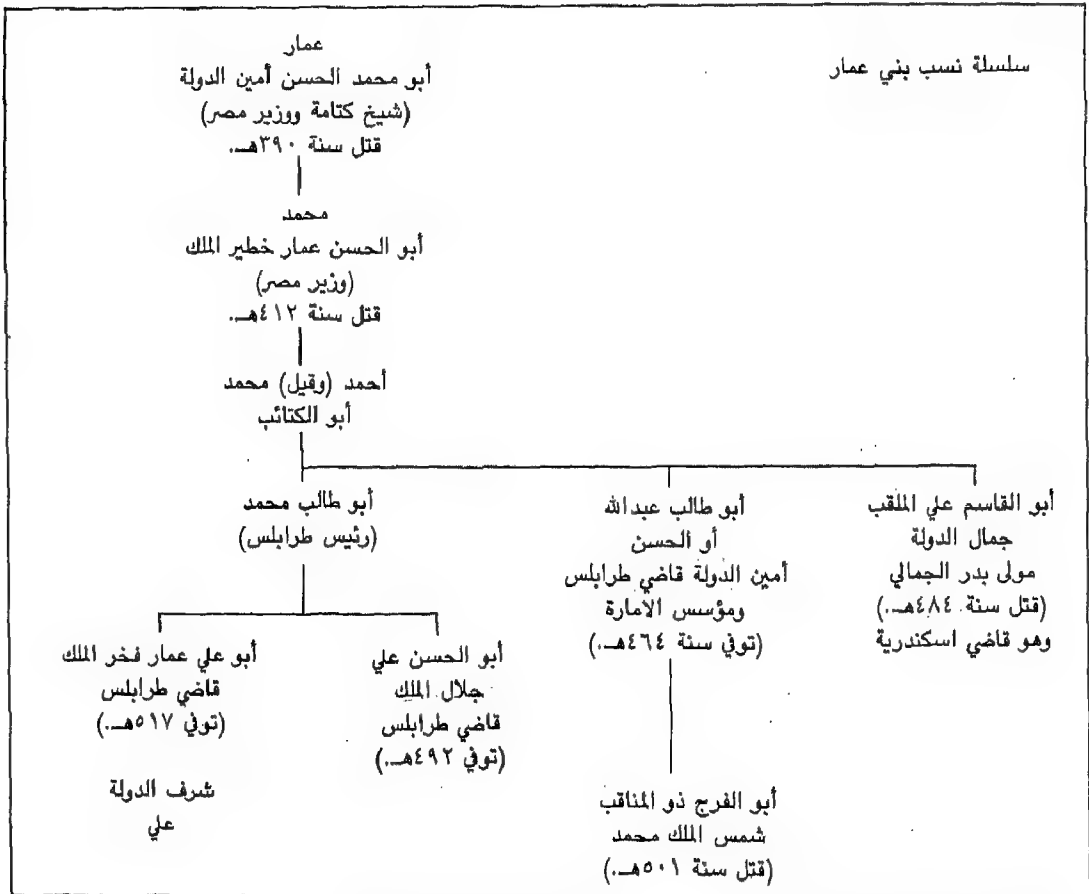 سلسلة نسب بني عمار
عمار
أبو محمد الحسن أمين الدولة
(شيخ كتامة ووزير مصر)
قتل سنة ٣٩٠هـ.
محمد
أبو الحسن عمار خطير الملك
(وزير مصر)
قتل سنة ٤١٢هـ.
أحمد (وقيل) محمد
أبو الكتائب
أبو القاسم علي الملقب
جمال الدولة
مولى بدر الجمالي
(قتل سنة ٤٨٤هـ.)
وهو قاضي اسكندرية
أبو طالب عبدالله
أو الحسن
أمين الدولة قاضي طرابلس
ومؤسس الامارة
(توفي سنة ٤٦٤هـ.)
أبو طالب محمد
(رئيس طرابلس)
أبو الحسن علي
جلال الملك
قاضي طرابلس
(توفي ٤٩٢هـ.)
أبو علي عمار فخر الملك
قاضي طرابلس
(توفي ٥١٧هـ.)
شرف الدولة
علي
أبو الفرج ذو المناقب
شمس الملك محمد
(قتل سنة ٥٠١هـ.)